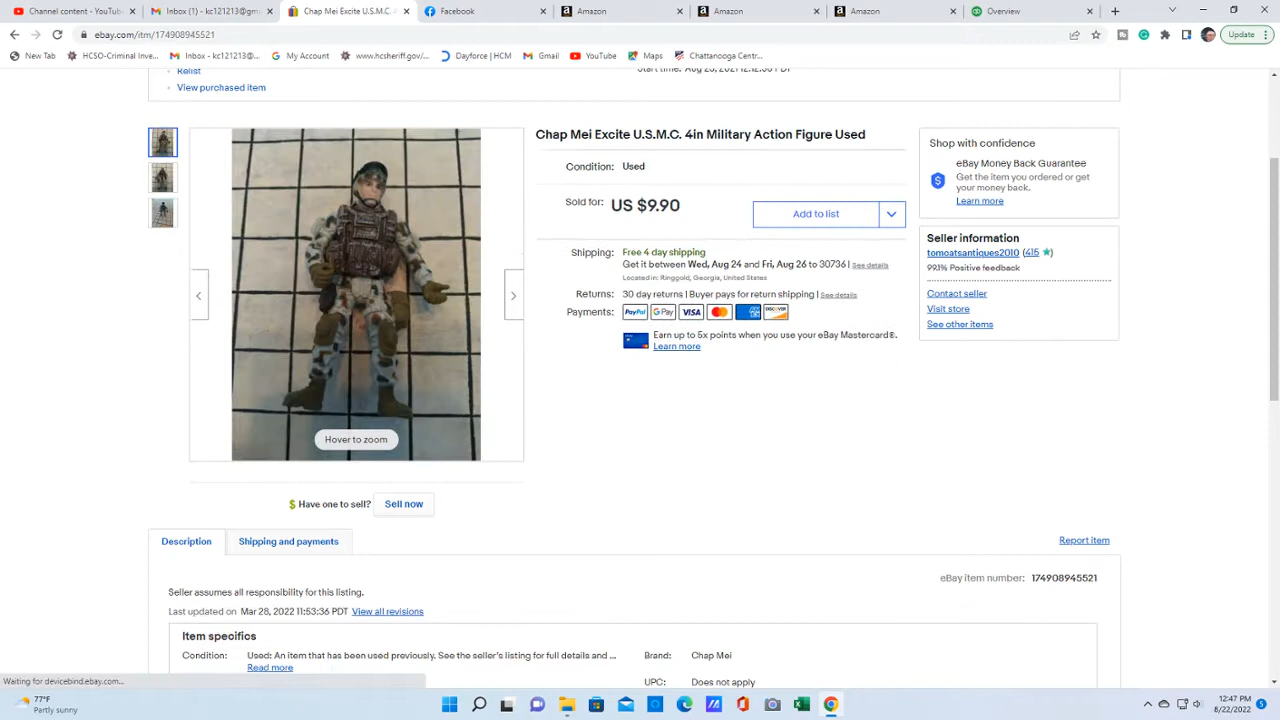 Channel content - YouTub
Inbox (1) - kc121213@gm
Chap Mei Excite U.S.M.C. 4
Facebook
Amazon
Amazon
Amazon
Overview
ebay.com/itm/174908945521
Update
New Tab
HCSO-Criminal Inve...
Inbox - kc121213@g...
My Account
www.hcsheriff.gov/...
Dayforce | HCM
Gmail
YouTube
Maps
Chattanooga Centr...
Relist
View purchased item
Chap Mei Excite U.S.M.C. 4in Military Action Figure Used
Condition: Used
Sold for: US $9.90
Add to list
Shipping: Free 4 day shipping
Get it between Wed, Aug 24 and Fri, Aug 26 to 30736 | See details
Located in: Ringgold, Georgia, United States
Returns: 30 day returns | Buyer pays for return shipping | See details
Payments: PayPal G Pay VISA
DISCOVER
Earn up to 5x points when you use your eBay Mastercard®.
Learn more
Shop with confidence
eBay Money Back Guarantee
Get the item you ordered or get
your money back.
Learn more
Seller information
tomoatsantiques2010 (415)
99.1% Positive feedback
Contact seller
Visit store
See other items
Hover to zoom
Have one to sell? Sell now
Description
Shipping and payments
Report item
eBay item number: 174908945521
Seller assumes all responsibility for this listing.
Last updated on Mar 28, 2022 11:53:36 PDT View all revisions
Item specifics
Condition: Used: An item that has been used previously. See the seller's listing for full details and ...
Read more
Brand: Chap Mei
UPC: Does not apply
Waiting for devicebind.ebay.com...
77°F
Partly sunny
12:47 PM
8/22/2022
5